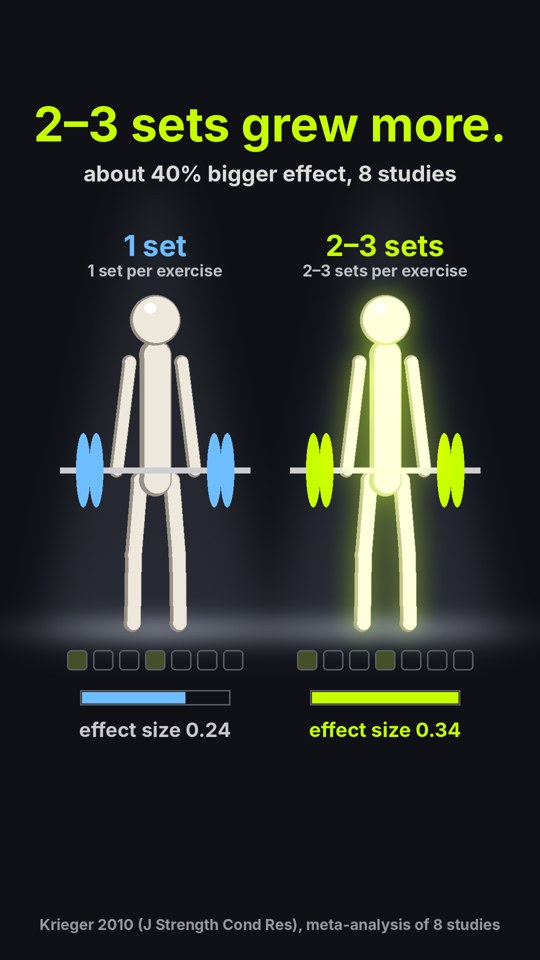 2–3 sets grew more.
about 40% bigger effect, 8 studies
1 set
1 set per exercise
2–3 sets
2–3 sets per exercise
effect size 0.24
effect size 0.34
Krieger 2010 (J Strength Cond Res), meta-analysis of 8 studies